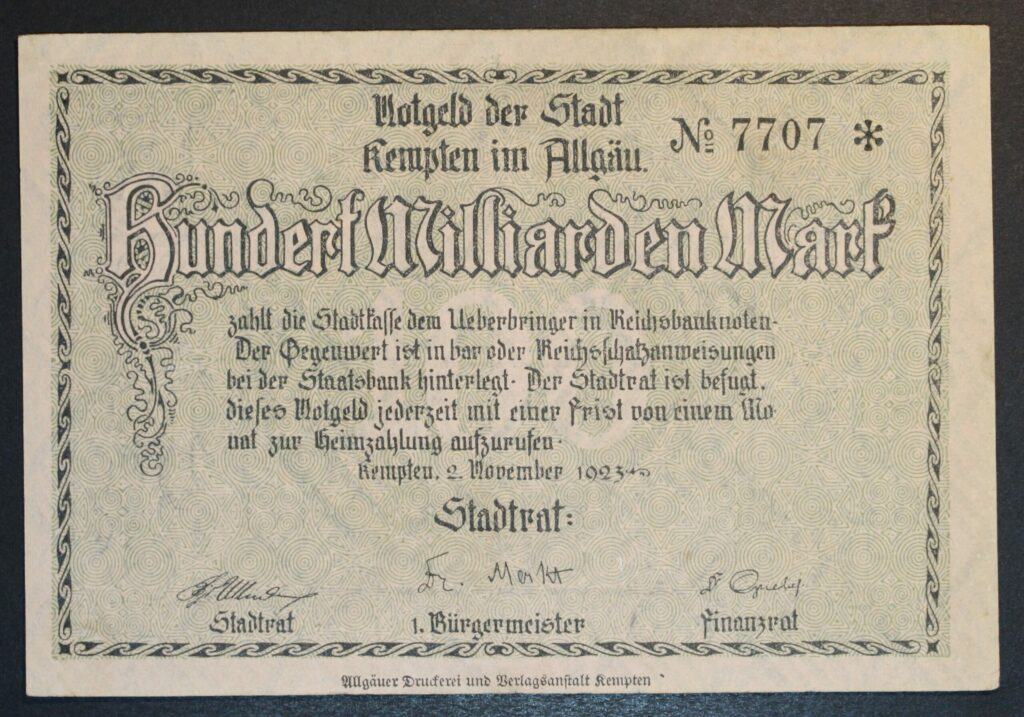 Notgeld der Stadt
Kempten im Allgäu.
No 7707 *
Hundert Milliarden Mark
100
zahlt die Stadtkasse dem Ueberbringer in Reichsbanknoten-
Der Gegenwert ist in bar oder Reichsschatzanweisungen
bei der Staatsbank hinterlegt. Der Stadtrat ist befugt,
dieses Notgeld jederzeit mit einer Frist von einem Mo
nat zur Heimzahlung aufzurufen.
Kempten, 2. November 1923
Stadtrat:
Dr. Merkt
Stadtrat
1. Bürgermeister
Finanzrat
Allgäuer Druckerei und Verlagsanstalt Kempten